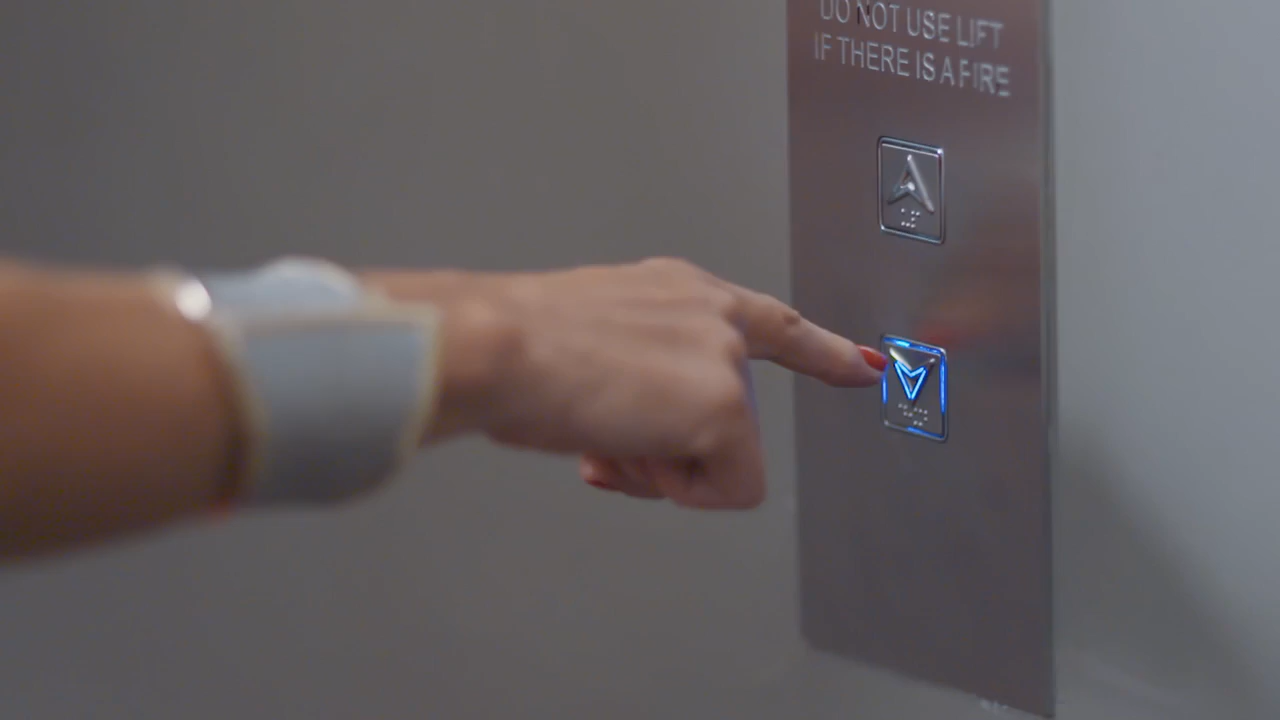 DO NOT USE LIFT
IF THERE IS A FIRE